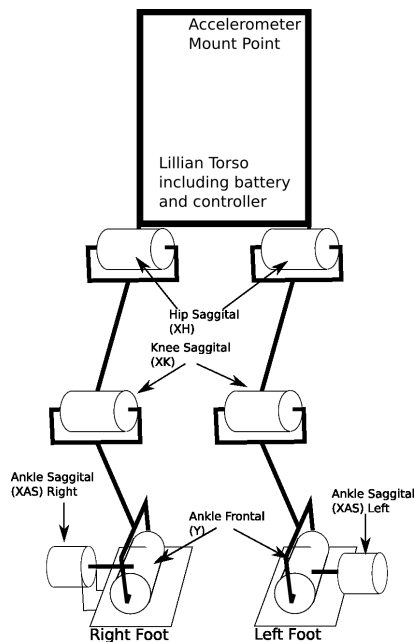 Accelerometer
Mount Point
Lillian Torso
including battery
and controller
Hip Saggital
(XH)
Knee Saggital
(XK)
Ankle Saggital
(XAS) Right
Ankle Frontal
(Y)
Ankle Saggital
(XAS) Left
Right Foot
Left Foot